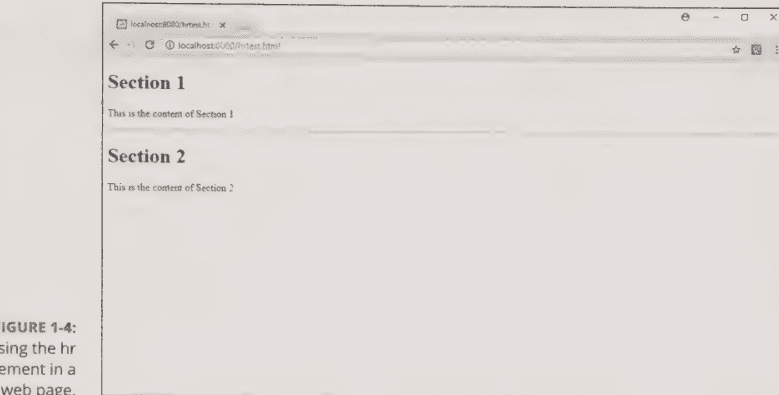 localhost:8080/hrtest.ht ×
localhost:8080/hrtest.html
Section 1
This is the content of Section 1
Section 2
This is the content of Section 2
IGURE 1-4:
sing the hr
ement in a
web page.